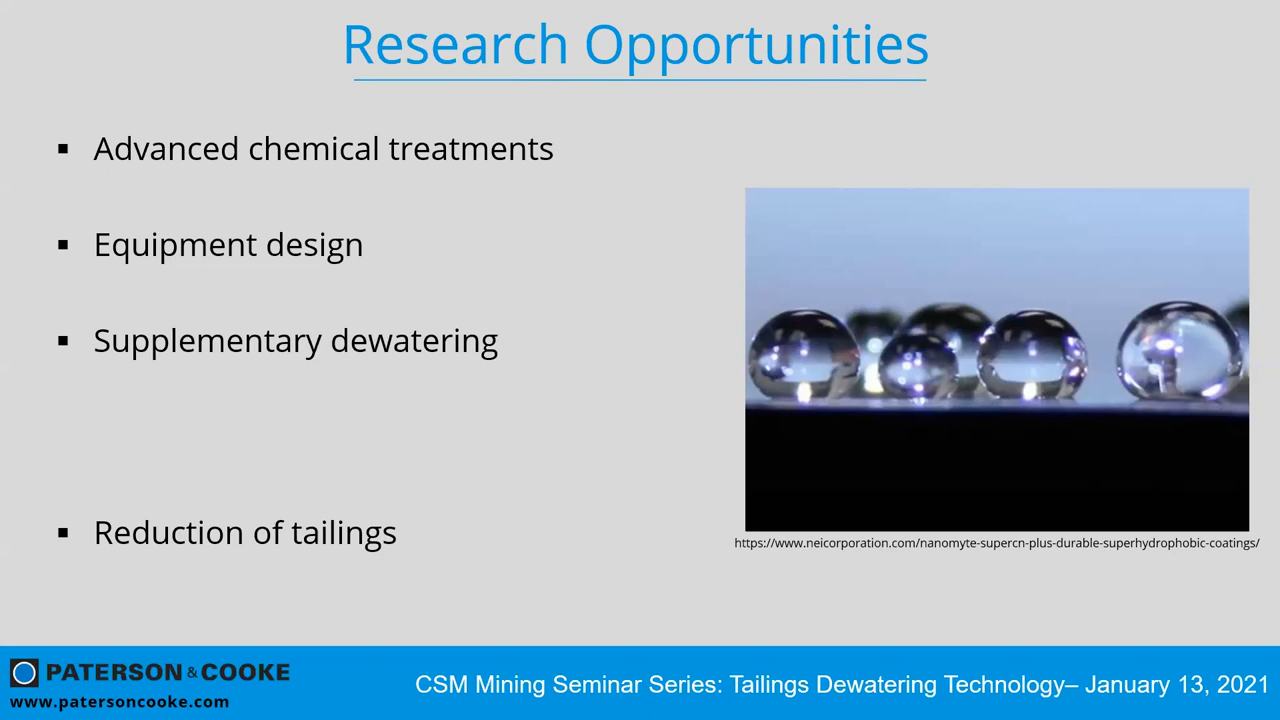 Research Opportunities
▪ Advanced chemical treatments
▪ Equipment design
▪ Supplementary dewatering
▪ Reduction of tailings
https://www.neicorporation.com/nanomyte-supercn-plus-durable-superhydrophobic-coatings/
PATERSON & COOKE
www.patersoncooke.com
CSM Mining Seminar Series: Tailings Dewatering Technology– January 13, 2021